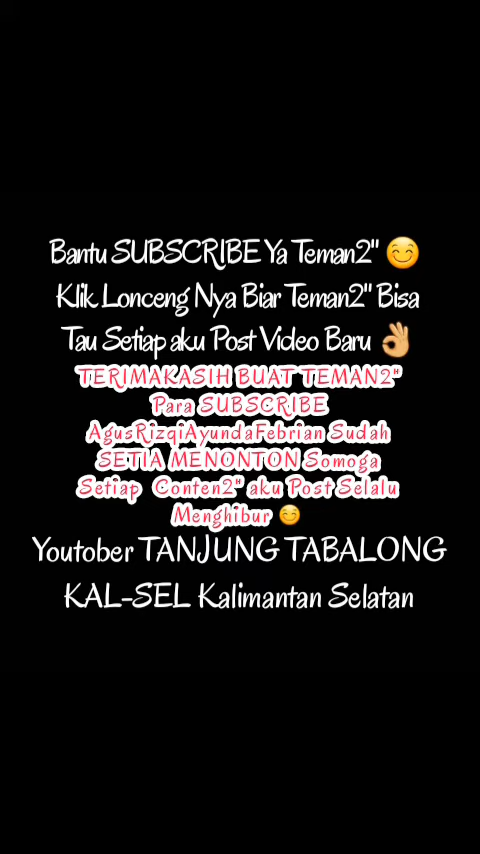 Bantu SUBSCRIBE Ya Teman2" 😊
Klik Lonceng Nya Biar Teman2" Bisa
Tau Setiap aku Post Video Baru 👌
TERIMAKASIH BUAT TEMAN2"
Para SUBSCRIBE
AgusRizqiAyundaFebrian Sudah
SETIA MENONTON Somoga
Setiap Conten2" aku Post Selalu
Menghibur 😊
Youtober TANJUNG TABALONG
KAL-SEL Kalimantan Selatan